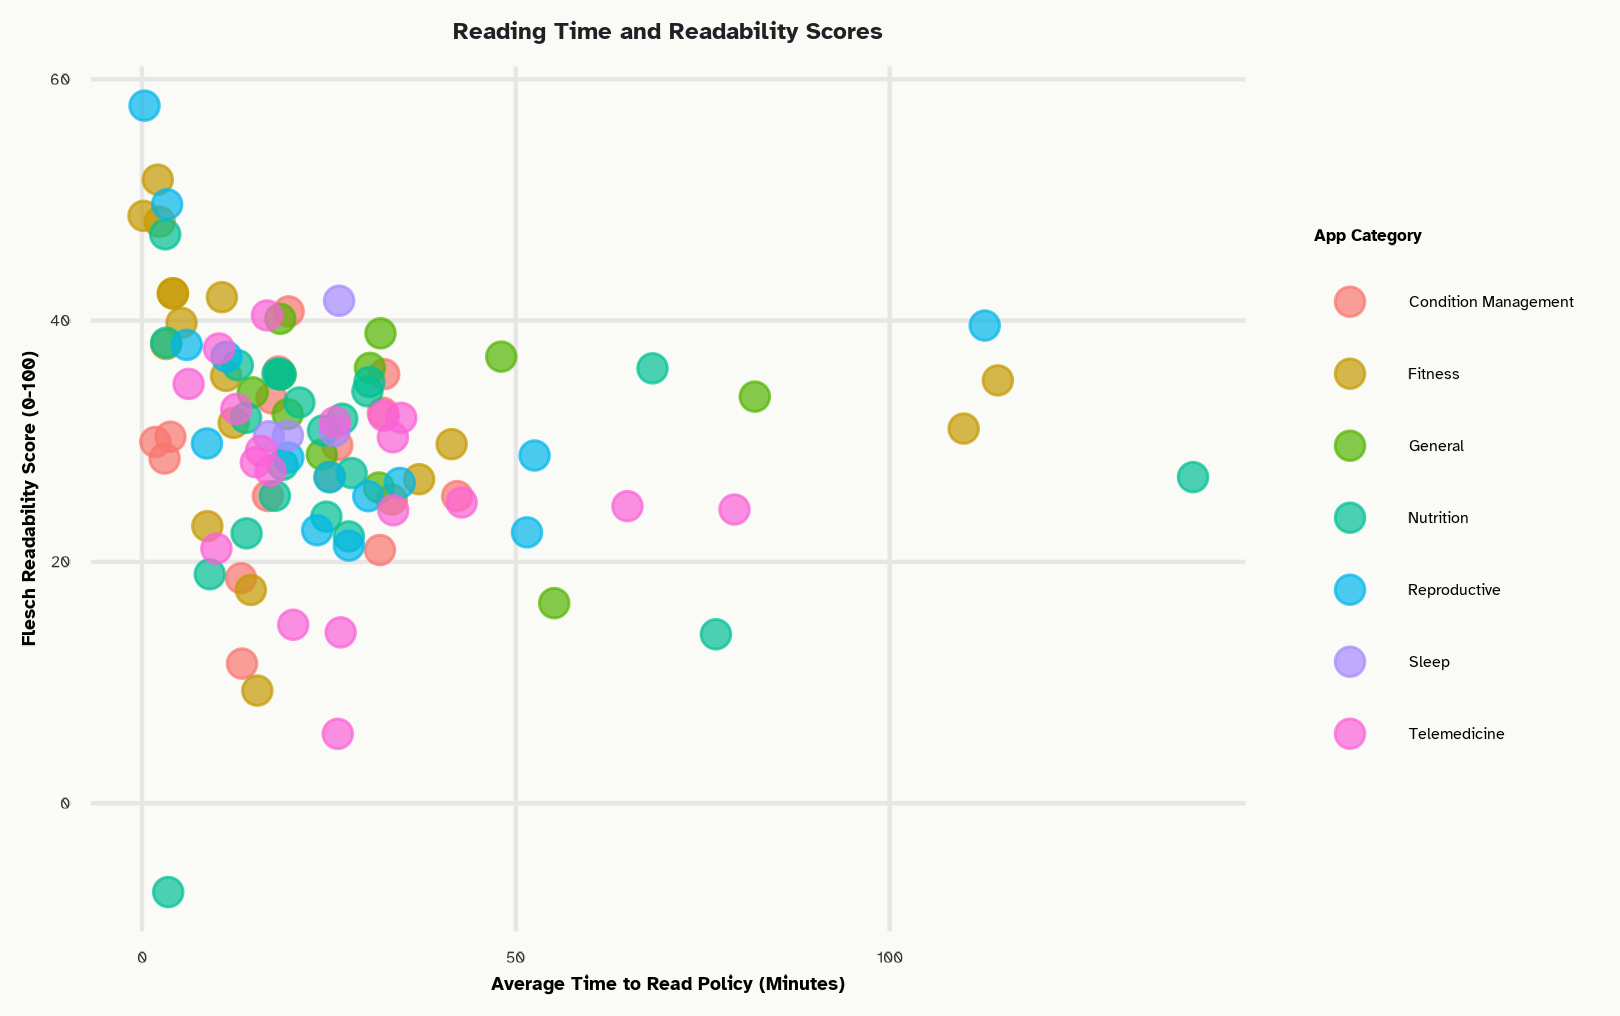 Reading Time and Readability Scores
60
40
20
0
Flesch Readability Score (0-100)
0
50
100
Average Time to Read Policy (Minutes)
App Category
Condition Management
Fitness
General
Nutrition
Reproductive
Sleep
Telemedicine